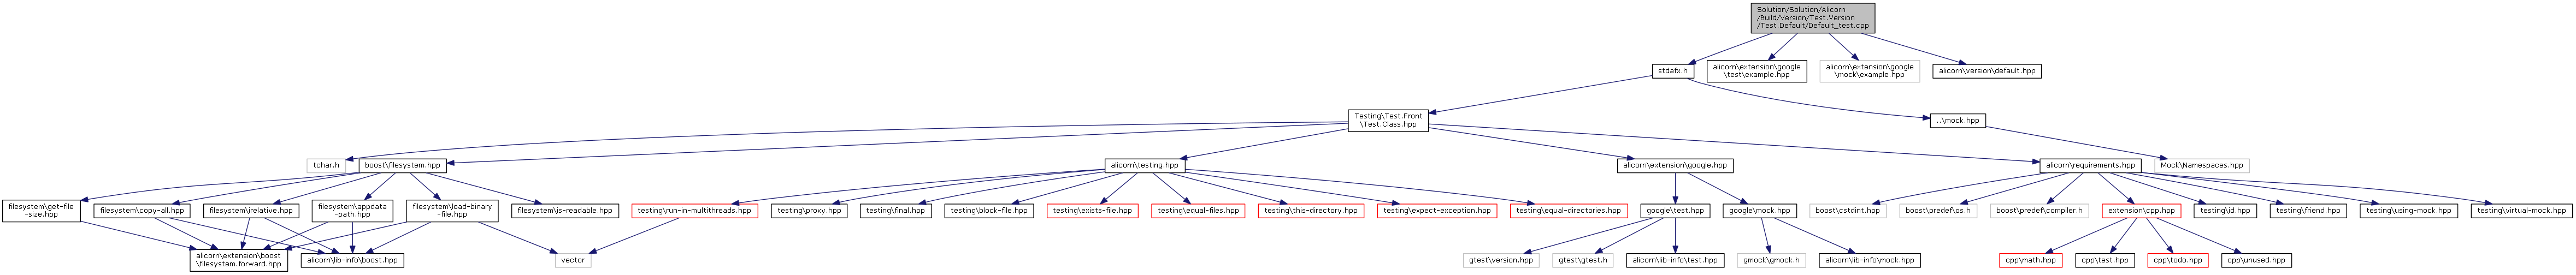 Solution/Solution/Alicorn
/Build/Version/Test.Version
/Test.Default/Default_test.cpp
stdafx.h
alicorn\extension\google
\test\example.hpp
alicorn\extension\google
\mock\example.hpp
alicorn\version\default.hpp
Testing\Test.Front
\Test.Class.hpp
..\mock.hpp
tchar.h
boost\filesystem.hpp
alicorn\testing.hpp
alicorn\extension\google.hpp
alicorn\requirements.hpp
Mock\Namespaces.hpp
filesystem\get-file
-size.hpp
filesystem\copy-all.hpp
filesystem\irelative.hpp
filesystem\appdata
-path.hpp
filesystem\load-binary
-file.hpp
filesystem\is-readable.hpp
testing\run-in-multithreads.hpp
testing\proxy.hpp
testing\final.hpp
testing\block-file.hpp
testing\exists-file.hpp
testing\equal-files.hpp
testing\this-directory.hpp
testing\expect-exception.hpp
testing\equal-directories.hpp
google\test.hpp
google\mock.hpp
boost\cstdint.hpp
boost\predef\os.h
boost\predef\compiler.h
extension\cpp.hpp
testing\id.hpp
testing\friend.hpp
testing\using-mock.hpp
testing\virtual-mock.hpp
alicorn\extension\boost
\filesystem.forward.hpp
alicorn\lib-info\boost.hpp
vector
gtest\version.hpp
gtest\gtest.h
alicorn\lib-info\test.hpp
gmock\gmock.h
alicorn\lib-info\mock.hpp
cpp\math.hpp
cpp\test.hpp
cpp\todo.hpp
cpp\unused.hpp